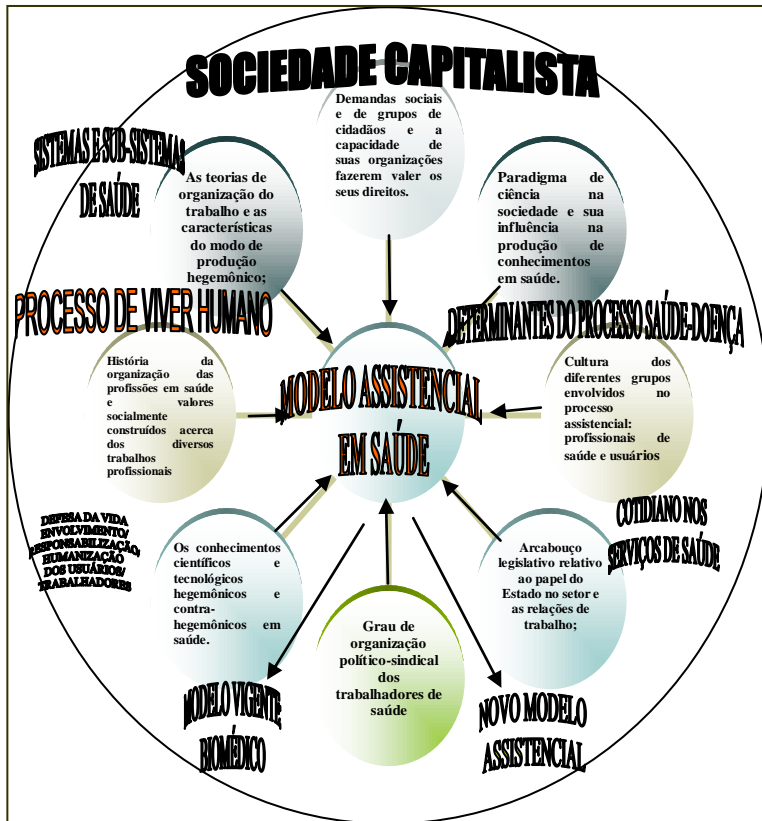 SOCIEDADE CAPITALISTA
Demandas sociais
e de grupos de
cidadãos e a
capacidade de
suas organizações
fazerem valer os
seus direitos.
SISTEMAS E SUB-SISTEMAS
DE SAÚDE
As teorias de
organização do
trabalho e as
características
do modo de
produção
hegemônico;
Paradigma de
ciência na
sociedade e sua
influência na
produção de
conhecimentos
em saúde.
PROCESSO DE VIVER HUMANO
DETERMINANTES DO PROCESSO SAÚDE-DOENÇA
História da
organização das
profissões em saúde
e valores
socialmente
construídos acerca
dos diversos
trabalhos
profissionais
MODELO ASSISTENCIAL
EM SAÚDE
Cultura dos
diferentes grupos
envolvidos no
processo
assistencial:
profissionais de
saúde e usuários
DEFESA DA VIDA
ENVOLVIMENTO/
RESPONSABILIZAÇÃO/
HUMANIZAÇÃO
DOS USUÁRIOS/
TRABALHADORES
COTIDIANO NOS
SERVIÇOS DE SAÚDE
Os conhecimentos
científicos e
tecnológicos
hegemônicos e
contra-
hegemônicos em
saúde.
Grau de
organização
político-sindical
dos
trabalhadores de
saúde
Arcabouço
legislativo relativo
ao papel do
Estado no setor e
as relações de
trabalho;
MODELO VIGENTE
BIOMÉDICO
NOVO MODELO
ASSISTENCIAL